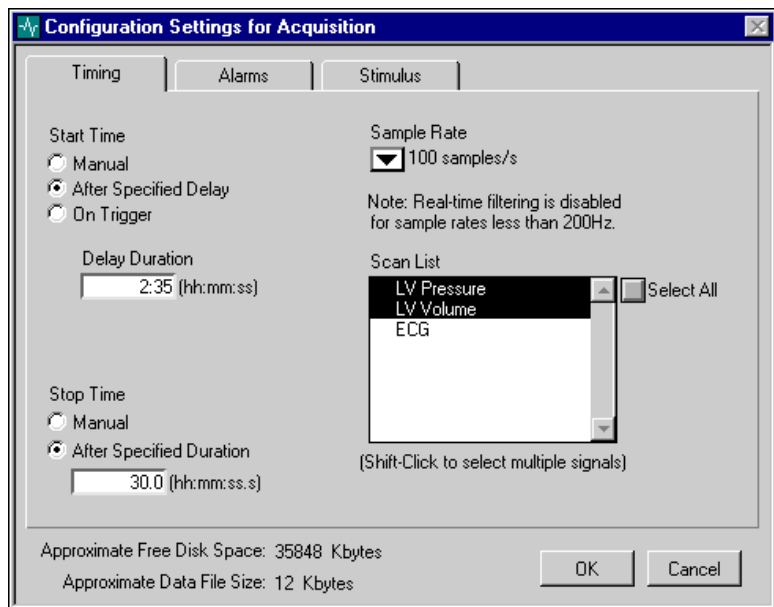 Configuration Settings for Acquisition
Timing
Alarms
Stimulus
Start Time
Manual
After Specified Delay
On Trigger
Delay Duration
2:35 (hh:mm:ss)
Stop Time
Manual
After Specified Duration
30.0 (hh:mm:ss.s)
Sample Rate
100 samples/s
Note: Real-time filtering is disabled
for sample rates less than 200Hz.
Scan List
LV Pressure
LV Volume
ECG
Select All
(Shift-Click to select multiple signals)
Approximate Free Disk Space: 35848 Kbytes
Approximate Data File Size: 12 Kbytes
OK
Cancel